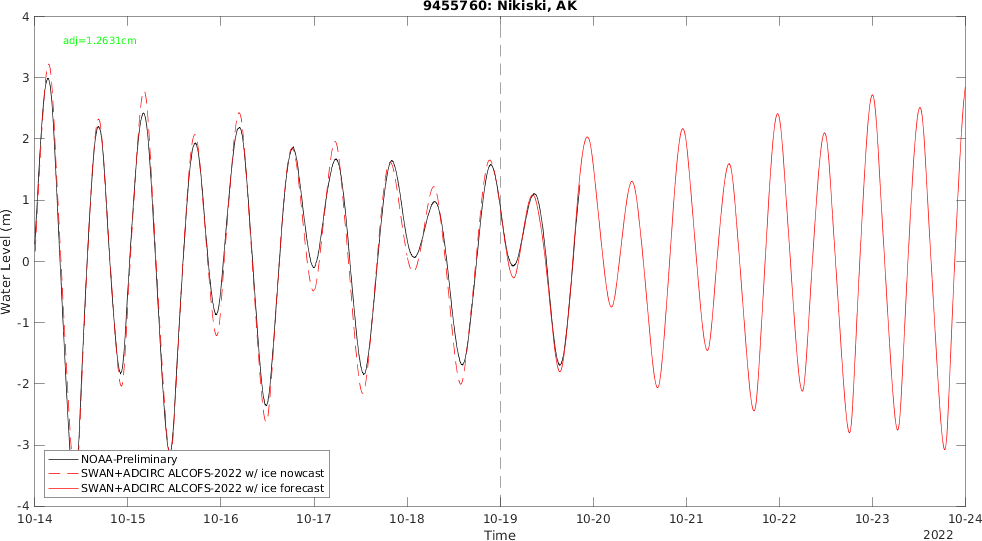 9455760: Nikiski, AK
adj=1.2631cm
Water Level (m)
4
3
2
1
0
-1
-2
-3
-4
NOAA-Preliminary
SWAN+ADCIRC ALCOFS-2022 w/ ice nowcast
SWAN+ADCIRC ALCOFS-2022 w/ ice forecast
10-14 10-15 10-16 10-17 10-18 10-19 10-20 10-21 10-22 10-23 10-24
Time
2022